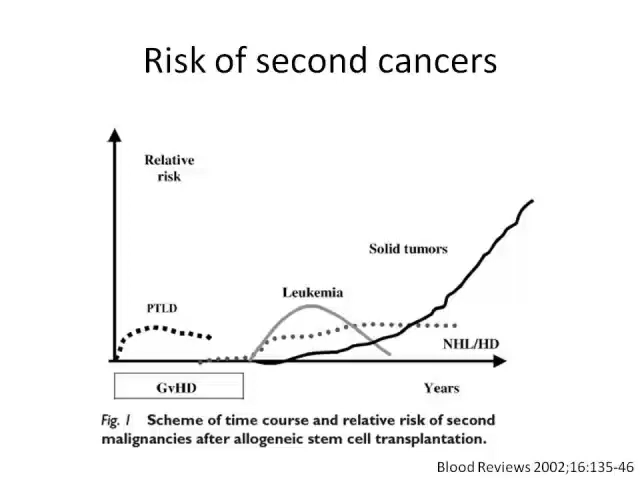 Risk of second cancers
Relative
risk
Solid tumors
Leukemia
PTLD
NHL/HD
GvHD
Years
Fig. 1 Scheme of time course and relative risk of second
malignancies after allogeneic stem cell transplantation.
Blood Reviews 2002;16:135-46